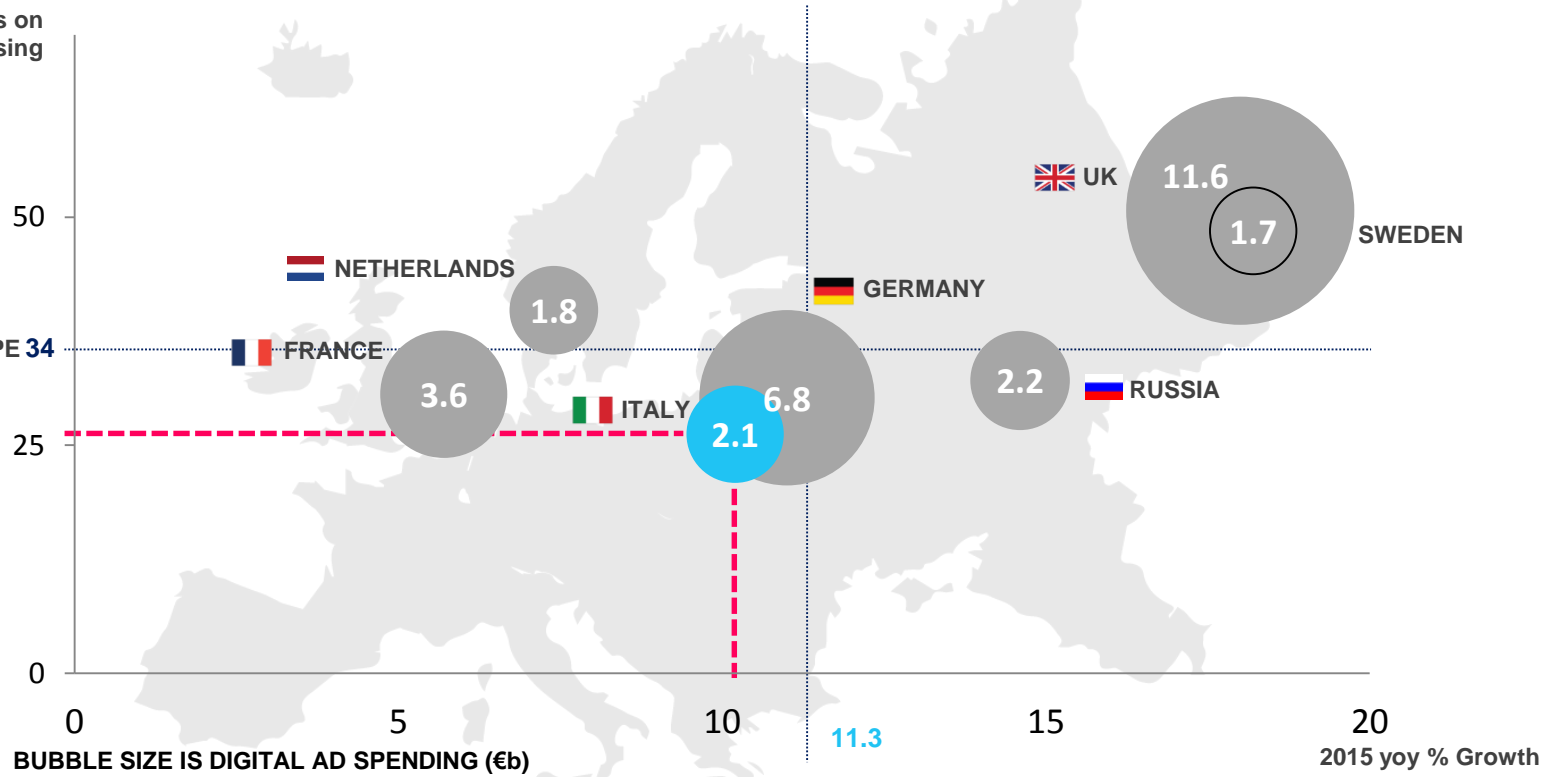 s on
sing
50
25
0
0
5
10
15
20
UK
11.6
1.7
SWEDEN
NETHERLANDS
1.8
GERMANY
PE 34
FRANCE
3.6
6.8
2.2
RUSSIA
ITALY
2.1
11.3
BUBBLE SIZE IS DIGITAL AD SPENDING (€b)
2015 yoy % Growth